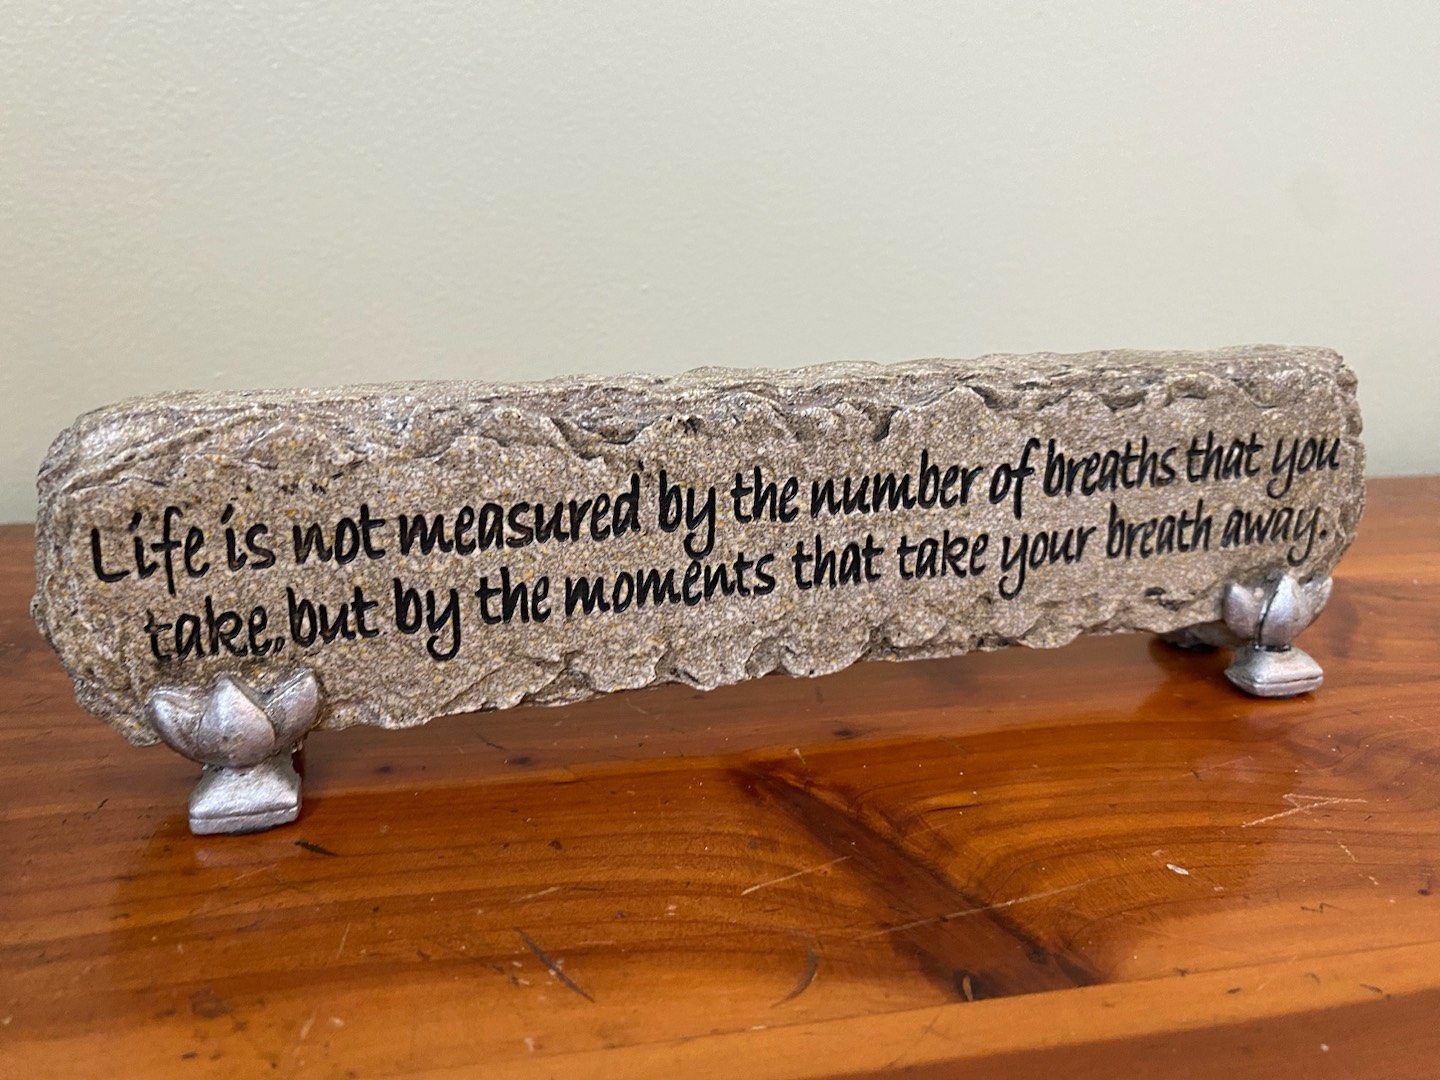 Life is not measured by the number of breaths that you
take, but by the moments that take your breath away.